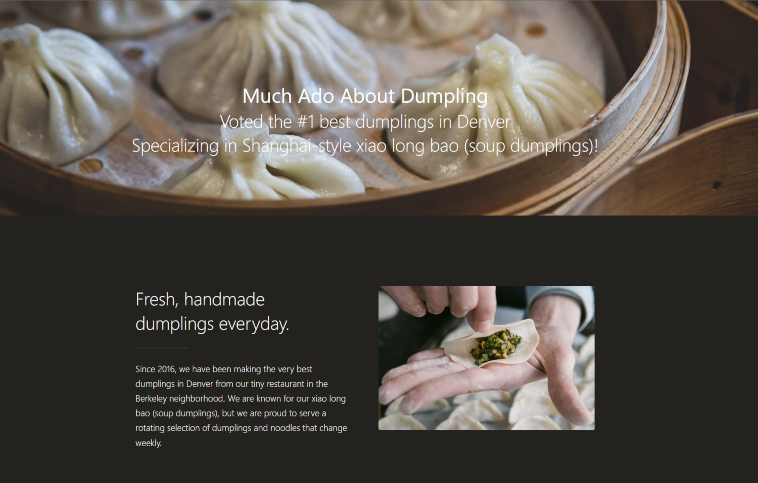 Much Ado About Dumpling
Voted the #1 best dumplings in Denver
Specializing in Shanghai-style xiao long bao (soup dumplings)!
Fresh, handmade
dumplings everyday.
Since 2016, we have been making the very best
dumplings in Denver from our tiny restaurant in the
Berkeley neighborhood. We are known for our xiao long
bao (soup dumplings), but we are proud to serve a
rotating selection of dumplings and noodles that change
weekly.